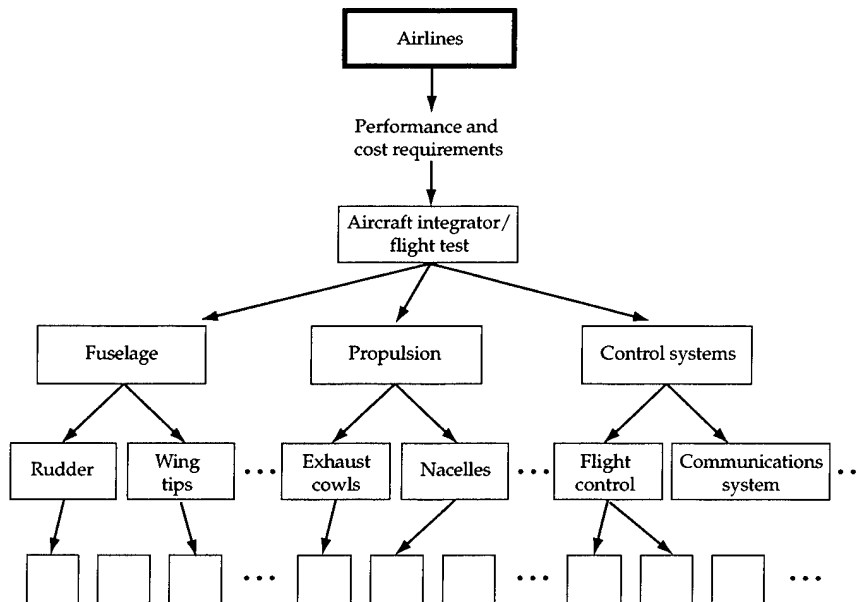 Airlines
Performance and
cost requirements
Aircraft integrator/
flight test
Fuselage
Propulsion
Control systems
Rudder
Wing
tips
• • •
Exhaust
cowls
Nacelles
• • •
Flight
control
Communications
system
• •
• • •
• • •
• • •